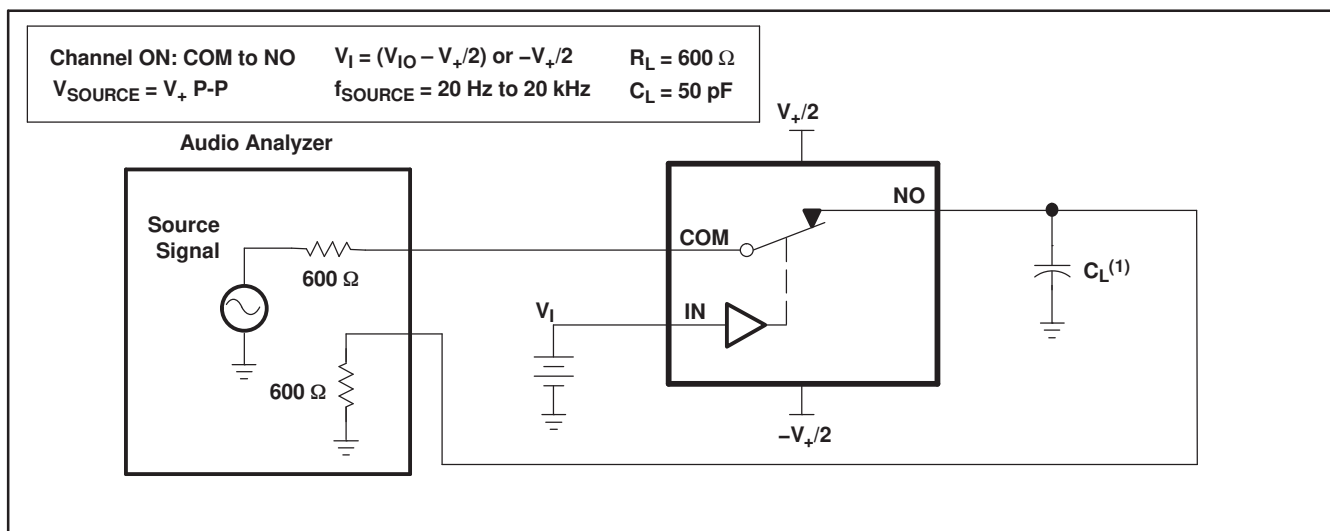 Channel ON: COM to NO V_I = (V_IO – V_+/2) or –V_+/2 R_L = 600 Ω
V_SOURCE = V_+ P-P f_SOURCE = 20 Hz to 20 kHz C_L = 50 pF
Audio Analyzer
V_+/2
Source
Signal
600 Ω
COM
NO
C_L(1)
V_I
IN
600 Ω
–V_+/2